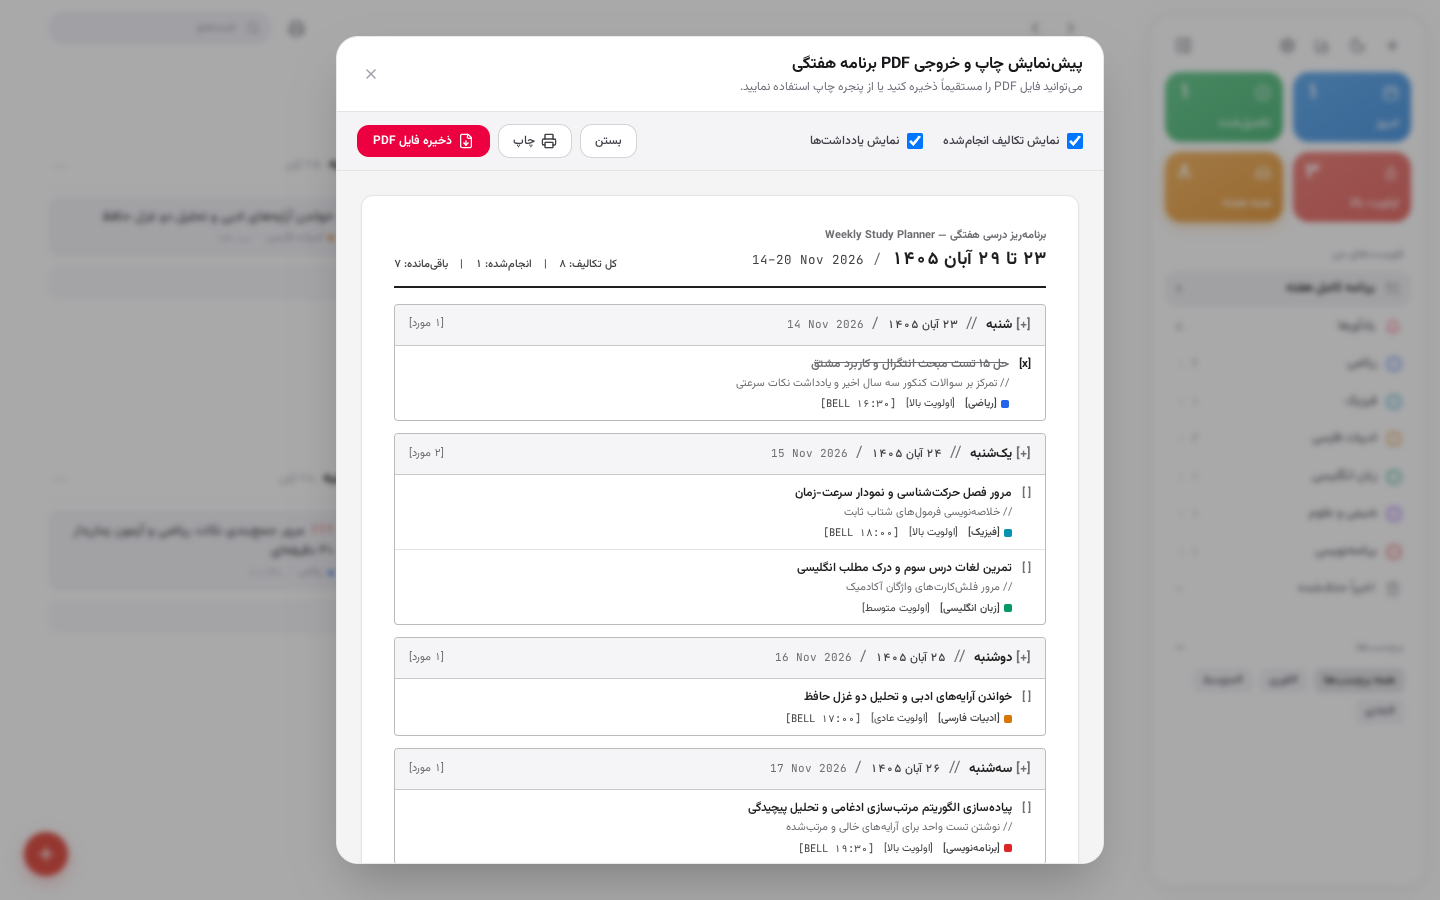 پیش‌نمایش چاپ و خروجی PDF برنامه هفتگی
می‌توانید فایل PDF را مستقیماً ذخیره کنید یا از پنجره چاپ استفاده نمایید.
نمایش تکالیف انجام‌شده
نمایش یادداشت‌ها
بستن
چاپ
ذخیره فایل PDF
برنامه‌ریز درسی هفتگی — Weekly Study Planner
۲۳ تا ۲۹ آبان ۱۴۰۵ / 14–20 Nov 2026
کل تکالیف: ۸ | انجام‌شده: ۱ | باقی‌مانده: ۷
[+] شنبه // ۲۳ آبان ۱۴۰۵ / 14 Nov 2026 [۱ مورد]
[x] حل ۱۵ تست مبحث انتگرال و کاربرد مشتق
// تمرکز بر سوالات کنکور سه سال اخیر و یادداشت نکات سرعتی
[ریاضی] [اولویت بالا] [BELL ۱۶:۳۰]
[+] یک‌شنبه // ۲۴ آبان ۱۴۰۵ / 15 Nov 2026 [۲ مورد]
[ ] مرور فصل حرکت‌شناسی و نمودار سرعت-زمان
// خلاصه‌نویسی فرمول‌های شتاب ثابت
[فیزیک] [اولویت بالا] [BELL ۱۸:۰۰]
[ ] تمرین لغات درس سوم و درک مطلب انگلیسی
// مرور فلش‌کارت‌های واژگان آکادمیک
[زبان انگلیسی] [اولویت متوسط]
[+] دوشنبه // ۲۵ آبان ۱۴۰۵ / 16 Nov 2026 [۱ مورد]
[ ] خواندن آرایه‌های ادبی و تحلیل دو غزل حافظ
[ادبیات فارسی] [اولویت عادی] [BELL ۱۷:۰۰]
[+] سه‌شنبه // ۲۶ آبان ۱۴۰۵ / 17 Nov 2026 [۱ مورد]
[ ] پیاده‌سازی الگوریتم مرتب‌سازی ادغامی و تحلیل پیچیدگی
// نوشتن تست واحد برای آرایه‌های خالی و مرتب‌شده
[برنامه‌نویسی] [اولویت بالا] [BELL ۱۹:۳۰]